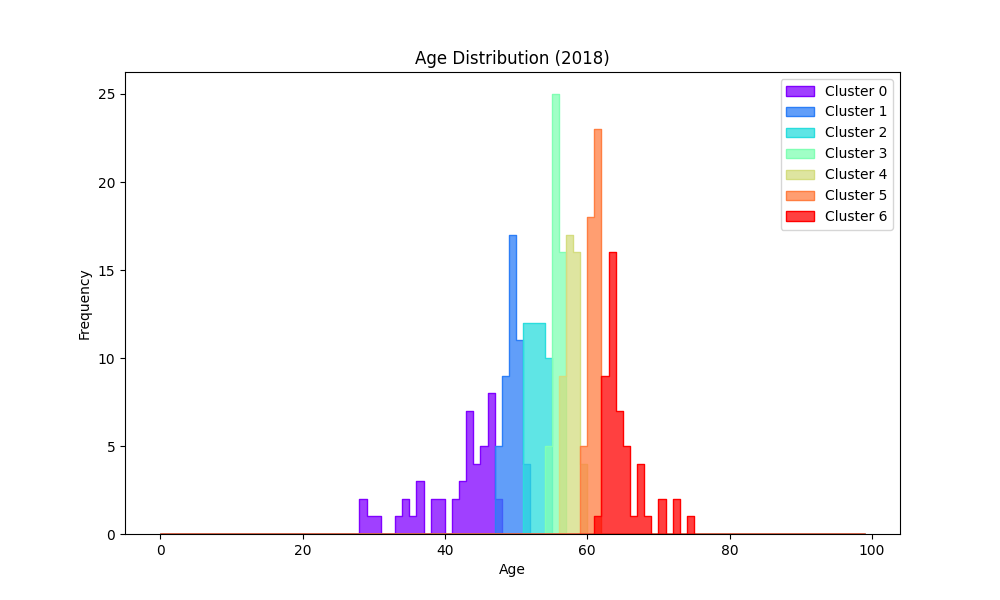 Age Distribution (2018)
Cluster 0
Cluster 1
Cluster 2
Cluster 3
Cluster 4
Cluster 5
Cluster 6
25
20
15
10
5
0
Frequency
0 20 40 60 80 100
Age